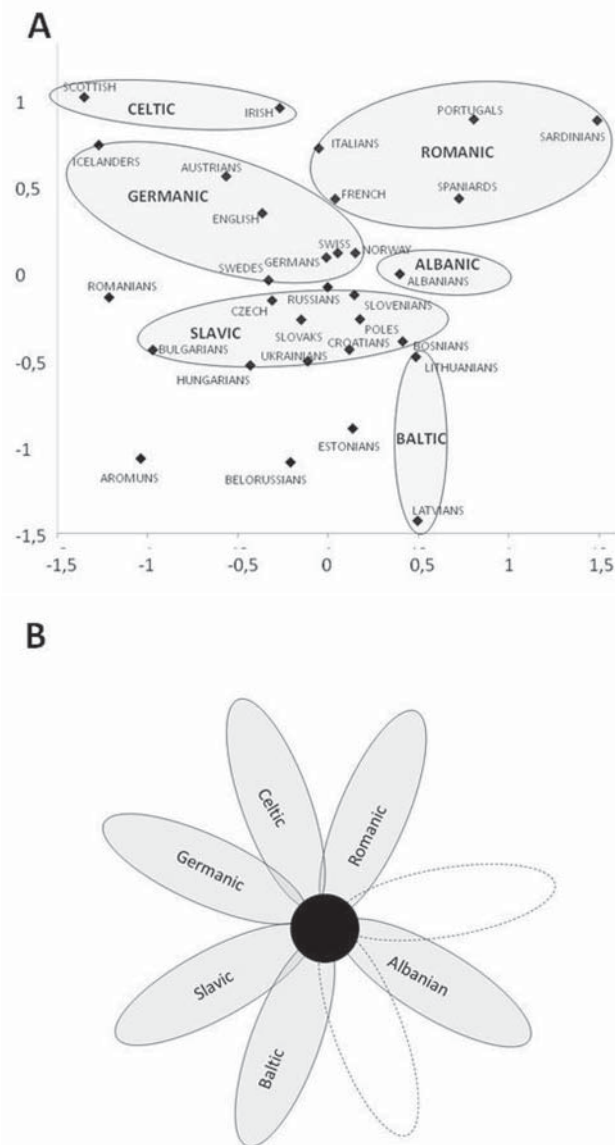 A
1
0,5
0
-0,5
-1
-1,5
-1,5
-1
-0,5
0
0,5
1
1,5
SCOTTISH
CELTIC
IRISH
PORTUGALS
SARDINIANS
ITALIANS
ROMANIC
ICELANDERS
AUSTRIANS
GERMANIC
FRENCH
SPANIARDS
ENGLISH
SWISS
NORWAY
GERMANS
SWEDES
ALBANIC
ALBANIANS
ROMANIANS
RUSSIANS
CZECH
SLOVENIANS
SLAVIC
SLOVAKS
POLES
CROATIANS
BOSNIANS
BULGARIANS
UKRAINIANS
LITHUANIANS
HUNGARIANS
BALTIC
ESTONIANS
AROMUNS
BELORUSSIANS
LATVIANS
B
Celtic
Romanic
Germanic
Albanian
Slavic
Baltic